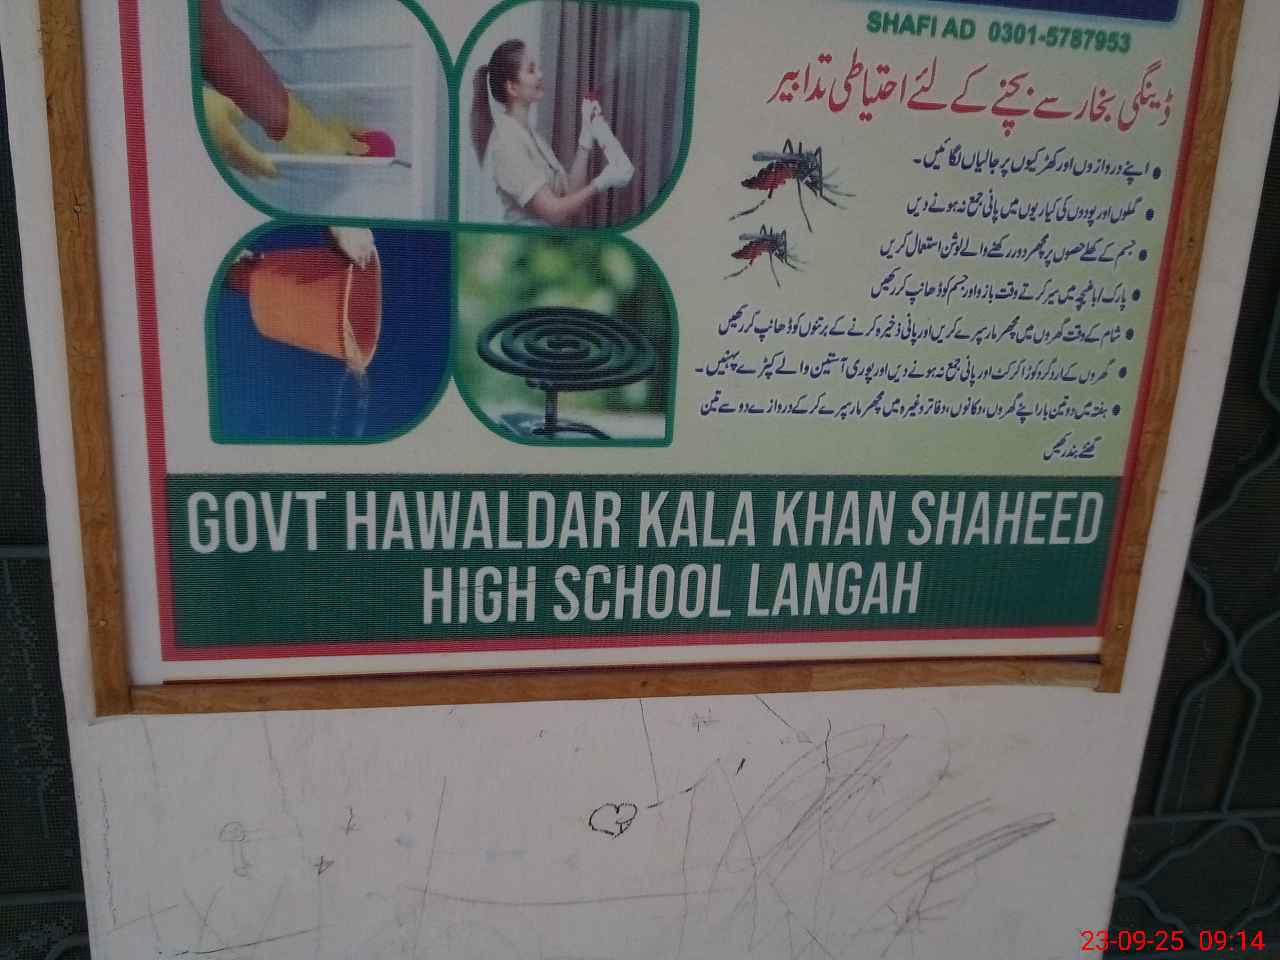 SHAFI AD 0301-5787953
ڈینگی بخار سے بچنے کے لئے احتیاطی تدابیر
● اپنے دروازوں اور کھڑکیوں پر جالیاں لگائیں۔
● گملوں اور پودوں کی کیاریوں میں پانی جمع نہ ہونے دیں
● جسم کے کھلے حصوں پر مچھر دور رکھنے والے لوشن استعمال کریں
● پارک / باغیچہ میں سیر کرتے وقت بازو اور جسم کو ڈھانپ کر رکھیں
● شام کے وقت گھروں میں مچھر مار سپرے کریں اور پانی ذخیرہ کرنے کے برتنوں کو ڈھانپ کر رکھیں
● گھروں کے ارد گرد کوڑا کرکٹ اور پانی جمع نہ ہونے دیں اور پوری آستین والے کپڑے پہنیں۔
● ہفتہ میں دو تین بار اپنے گھروں، دکانوں، دفاتر وغیرہ میں مچھر مار سپرے کر کے دروازے دو سے تین
گھنٹے بند رکھیں
GOVT HAWALDAR KALA KHAN SHAHEED
HIGH SCHOOL LANGAH
23-09-25 09:14